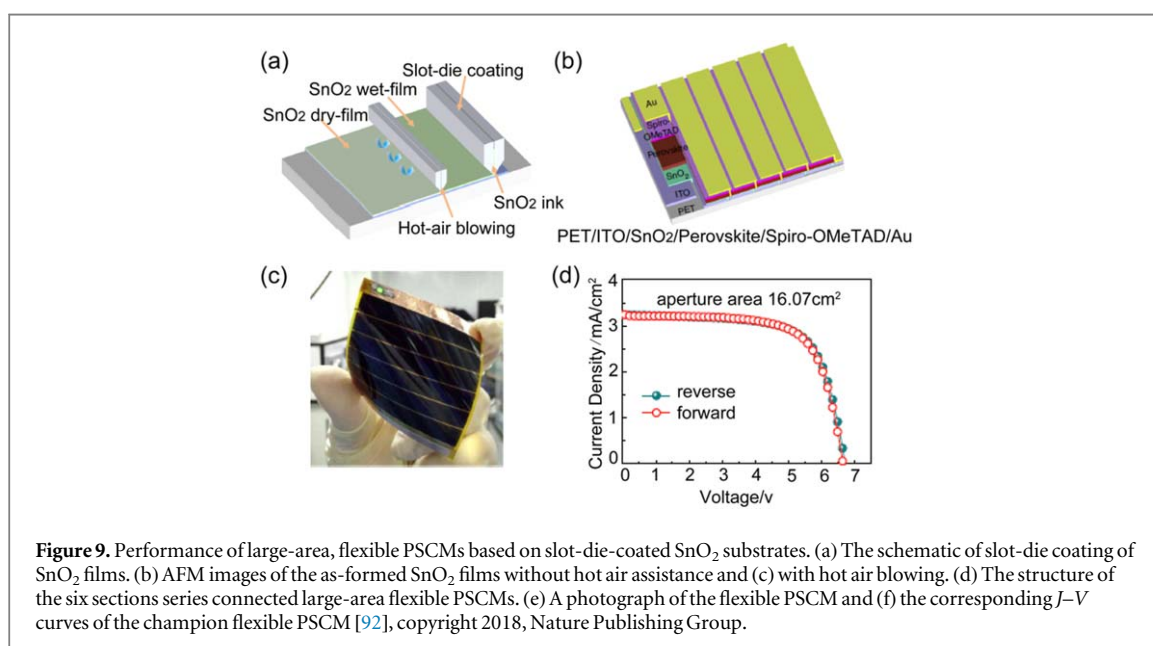 (a)
Slot-die coating
SnO2 wet-film
SnO2 dry-film
SnO2 ink
Hot-air blowing
(b)
Au
Spiro-
OMeTAD
Perovskite
SnO2
ITO
PET
PET/ITO/SnO2/Perovskite/Spiro-OMeTAD/Au
(c)
(d)
4
3
2
1
0
Current Density/mA/cm²
aperture area 16.07cm²
reverse
forward
0 1 2 3 4 5 6 7
Voltage/v
Figure 9. Performance of large-area, flexible PSCMs based on slot-die-coated SnO₂ substrates. (a) The schematic of slot-die coating of
SnO₂ films. (b) AFM images of the as-formed SnO₂ films without hot air assistance and (c) with hot air blowing. (d) The structure of
the six sections series connected large-area flexible PSCMs. (e) A photograph of the flexible PSCM and (f) the corresponding J–V
curves of the champion flexible PSCM [92], copyright 2018, Nature Publishing Group.